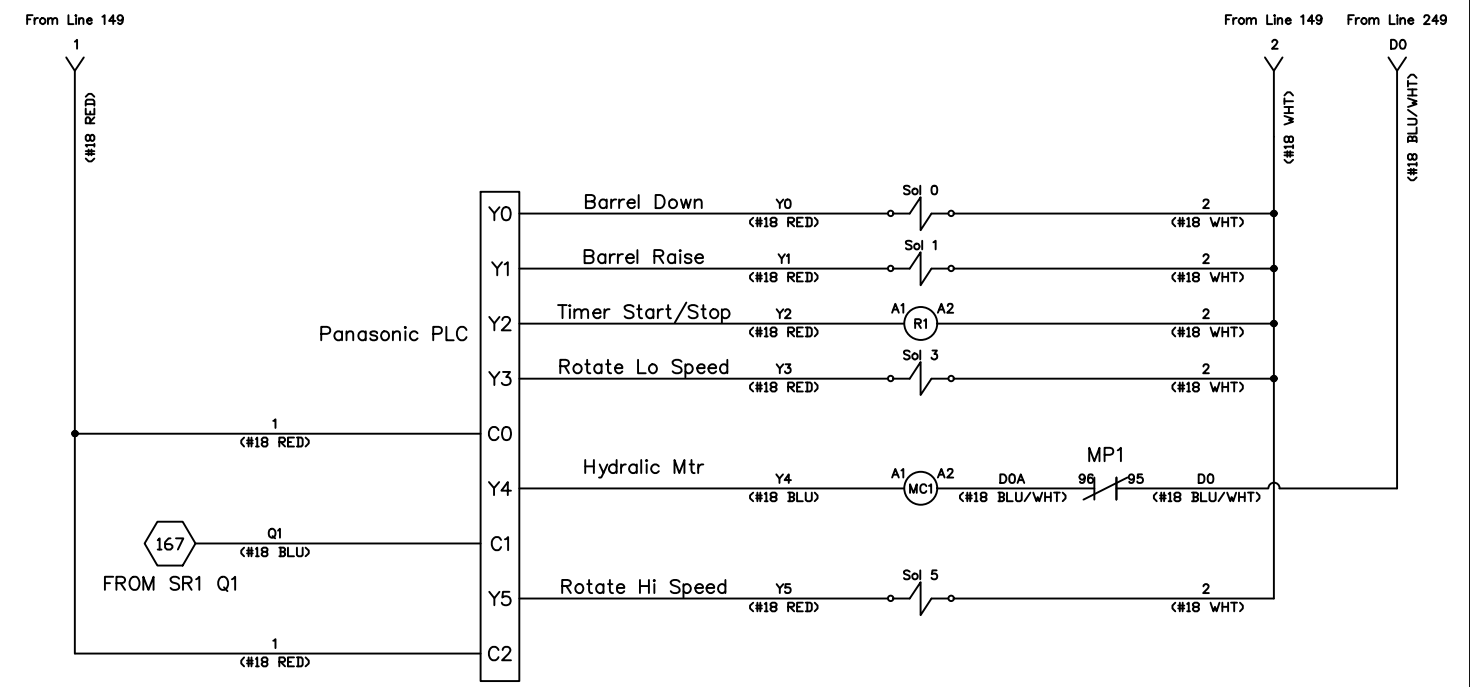 From Line 149
From Line 149
From Line 249
1
2
D0
(#18 RED)
(#18 WHT)
(#18 BLU/WHT)
Sol 0
Y0
Barrel Down
Y0
(#18 RED)
2
(#18 WHT)
Sol 1
Y1
Barrel Raise
Y1
(#18 RED)
2
(#18 WHT)
Panasonic PLC
Y2
Timer Start/Stop
Y2
(#18 RED)
A1
R1
A2
2
(#18 WHT)
Sol 3
Y3
Rotate Lo Speed
Y3
(#18 RED)
2
(#18 WHT)
1
(#18 RED)
C0
Y4
Hydralic Mtr
Y4
(#18 BLU)
A1
MC1
A2
D0A
(#18 BLU/WHT)
MP1
96
95
D0
(#18 BLU/WHT)
167
FROM SR1 Q1
Q1
(#18 BLU)
C1
Sol 5
Y5
Rotate Hi Speed
Y5
(#18 RED)
2
(#18 WHT)
1
(#18 RED)
C2